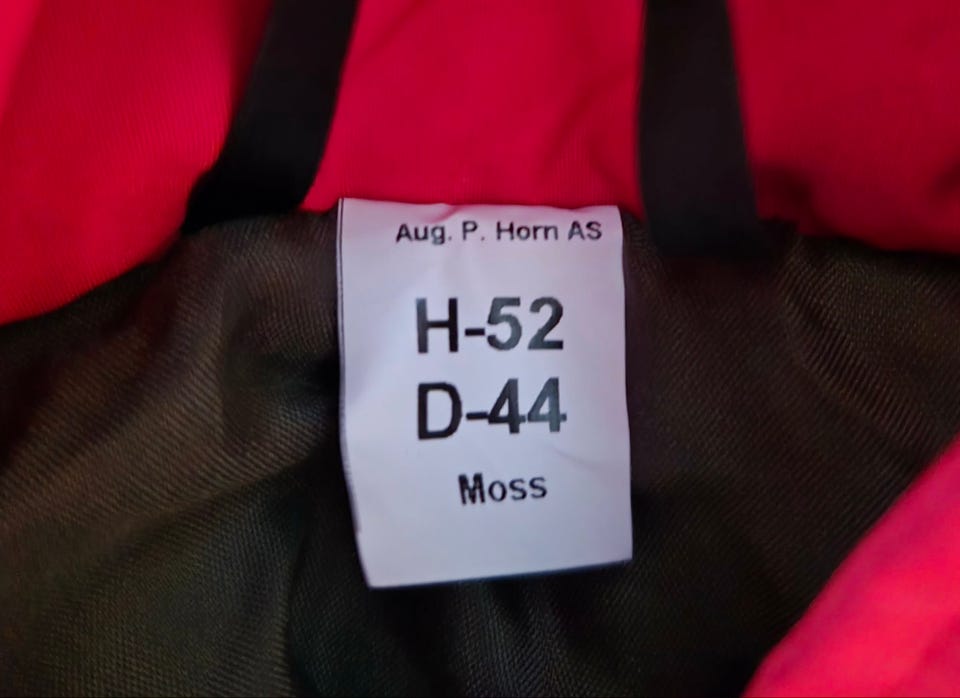 Aug. P. Horn AS
H-52
D-44
Moss